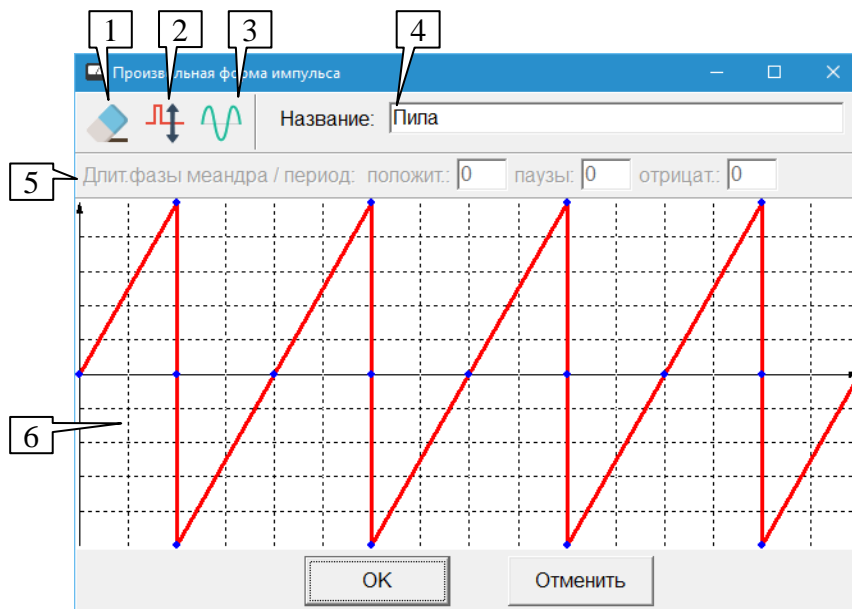 1 2 3 4
Произвольная форма импульса
Название: Пила
5
Длит.фазы меандра / период: положит.: 0 паузы: 0 отрицат.: 0
6
OK Отменить